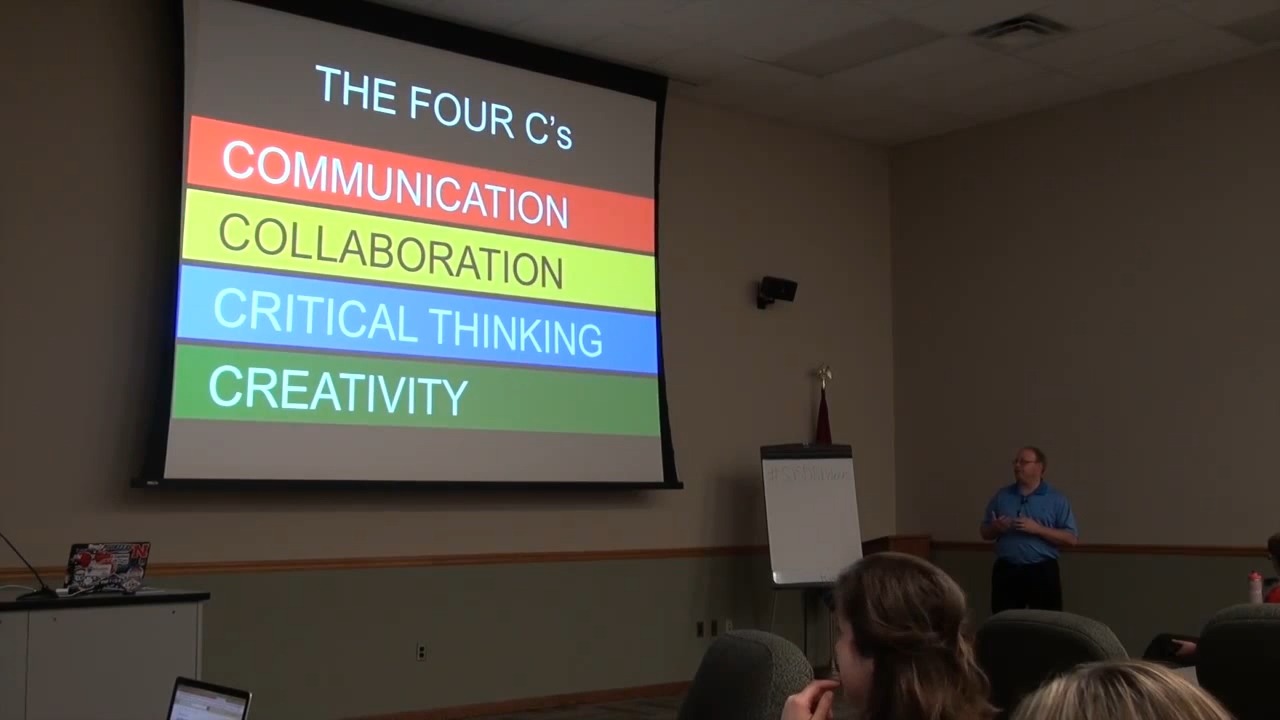 THE FOUR C's
COMMUNICATION
COLLABORATION
CRITICAL THINKING
CREATIVITY